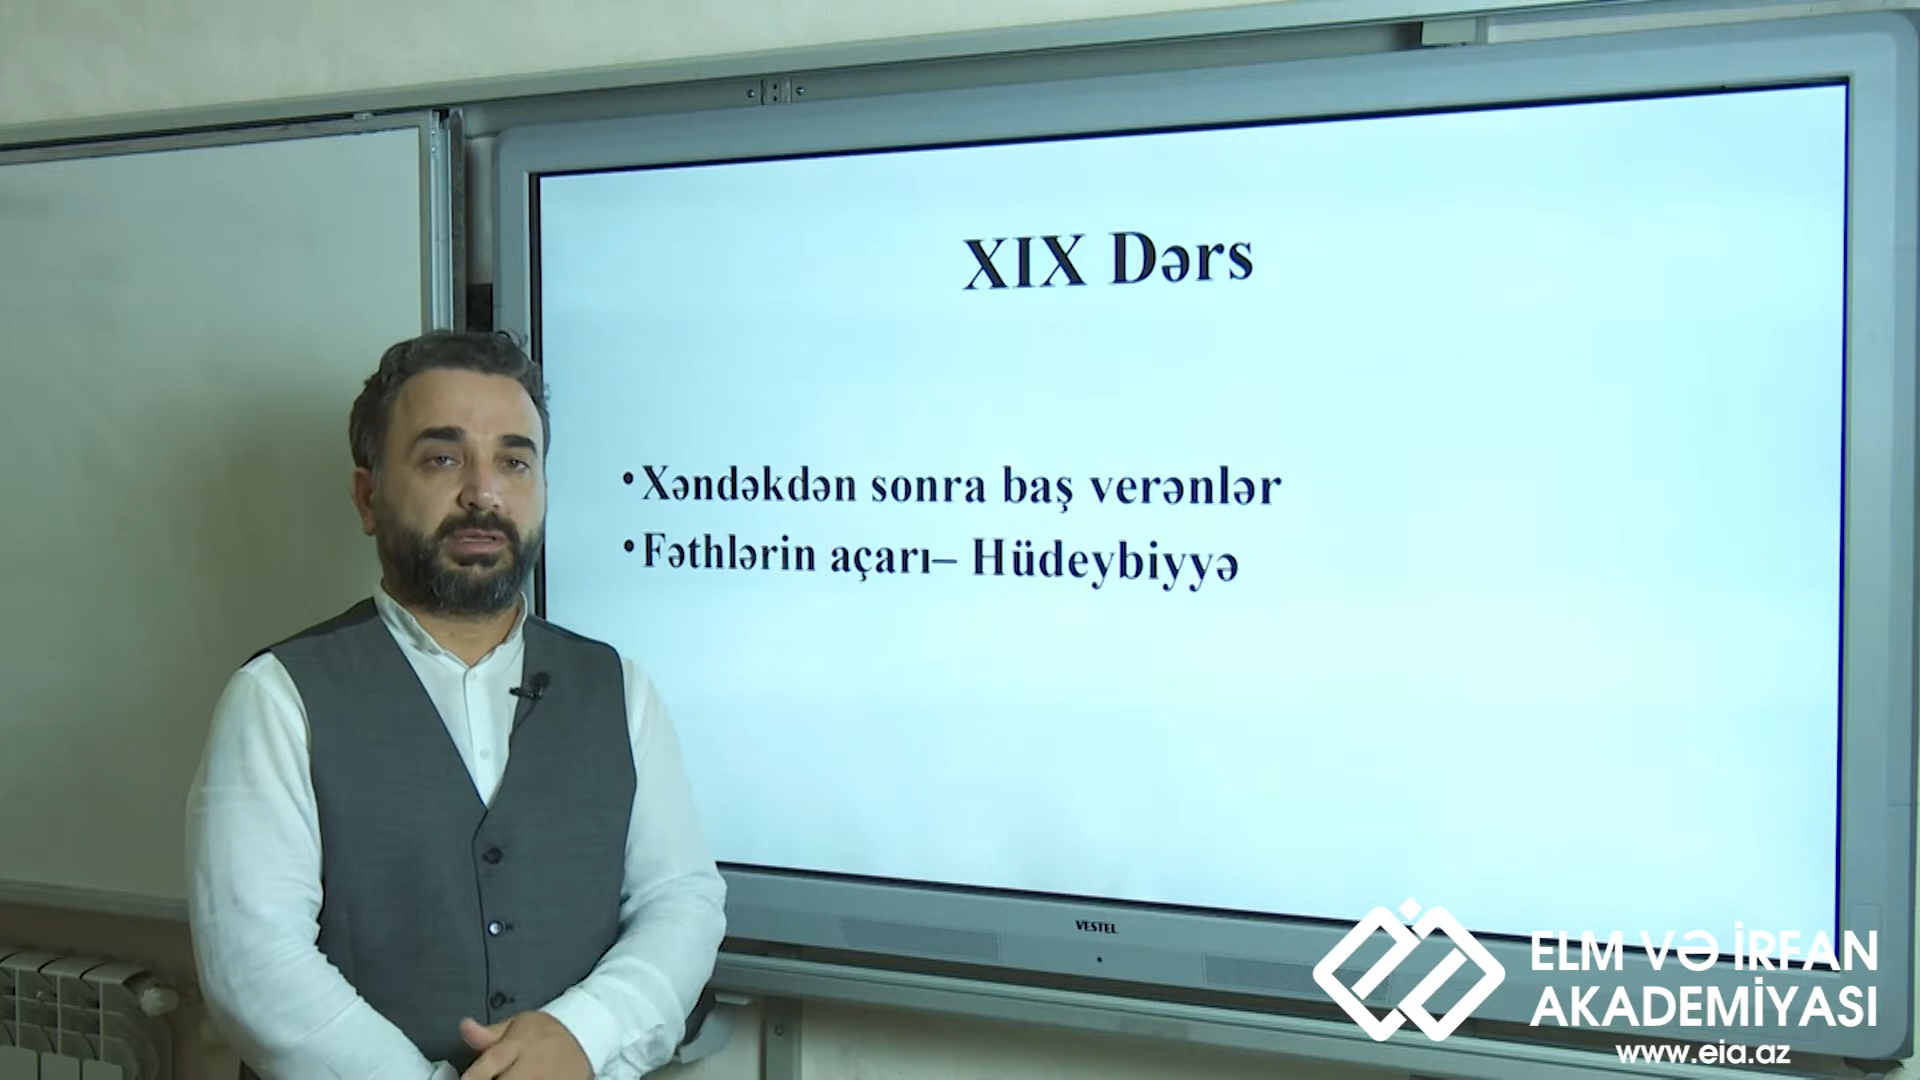 XIX Dərs
•Xəndəkdən sonra baş verənlər
•Fəthlərin açarı– Hüdeybiyyə
VESTEL
ELM VƏ İRFAN
AKADEMİYASI
www.eia.az